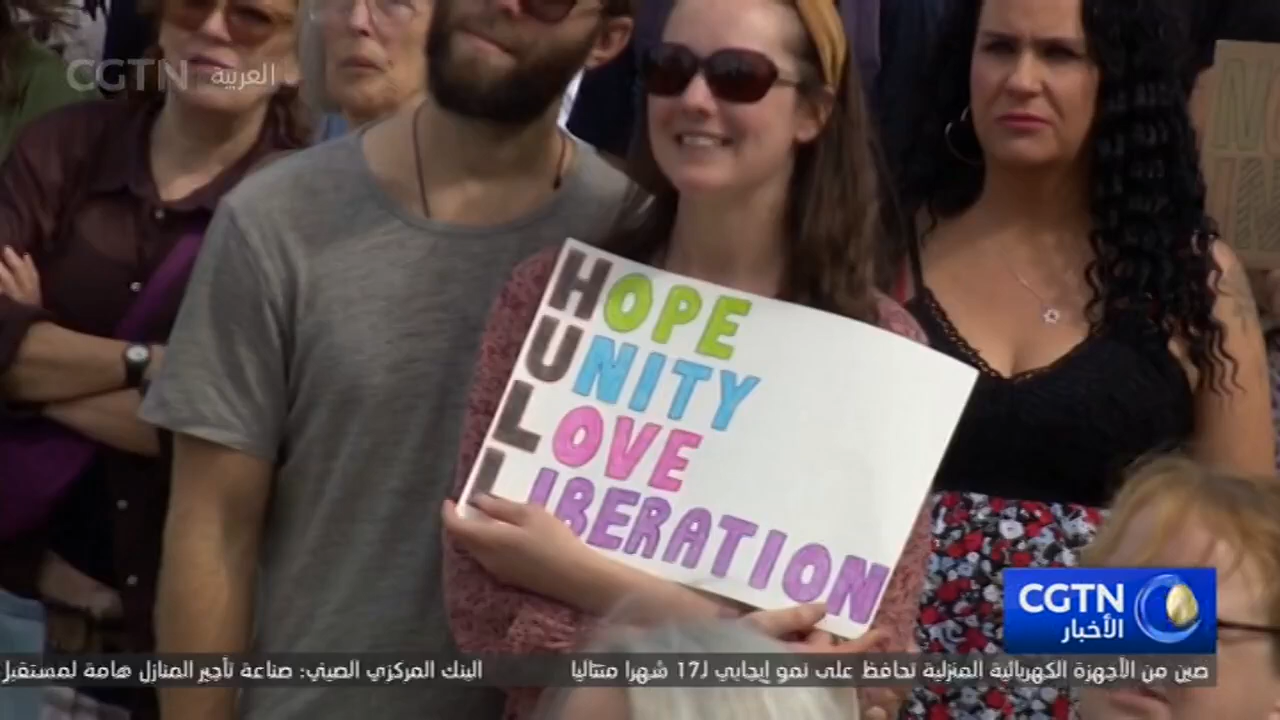 CGTN العربية
HOPE
UNITY
LOVE
LIBERATION
CGTN
الأخبار
صين من الأجهزة الكهربائية المنزلية تحافظ على نمو إيجابي لـ17 شهرا متتاليا البنك المركزي الصيني: صناعة تأجير المنازل هامة لمستقبل